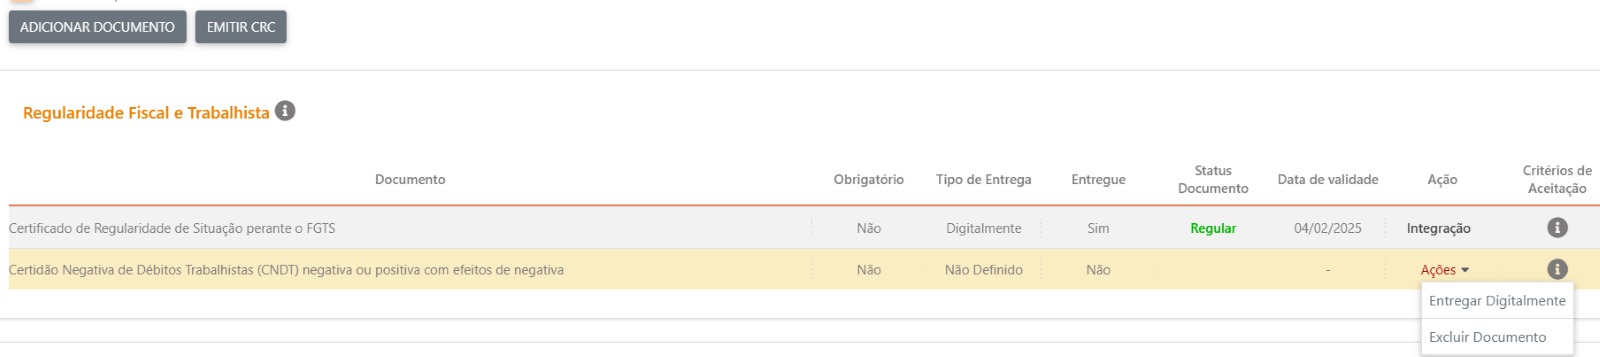 ADICIONAR DOCUMENTO EMITIR CRC
Regularidade Fiscal e Trabalhista
Documento Obrigatório Tipo de Entrega Entregue Status Documento Data de validade Ação Critérios de Aceitação
Certificado de Regularidade de Situação perante o FGTS Não Digitalmente Sim Regular 04/02/2025 Integração
Certidão Negativa de Débitos Trabalhistas (CNDT) negativa ou positiva com efeitos de negativa Não Não Definido Não - Ações
Entregar Digitalmente
Excluir Documento